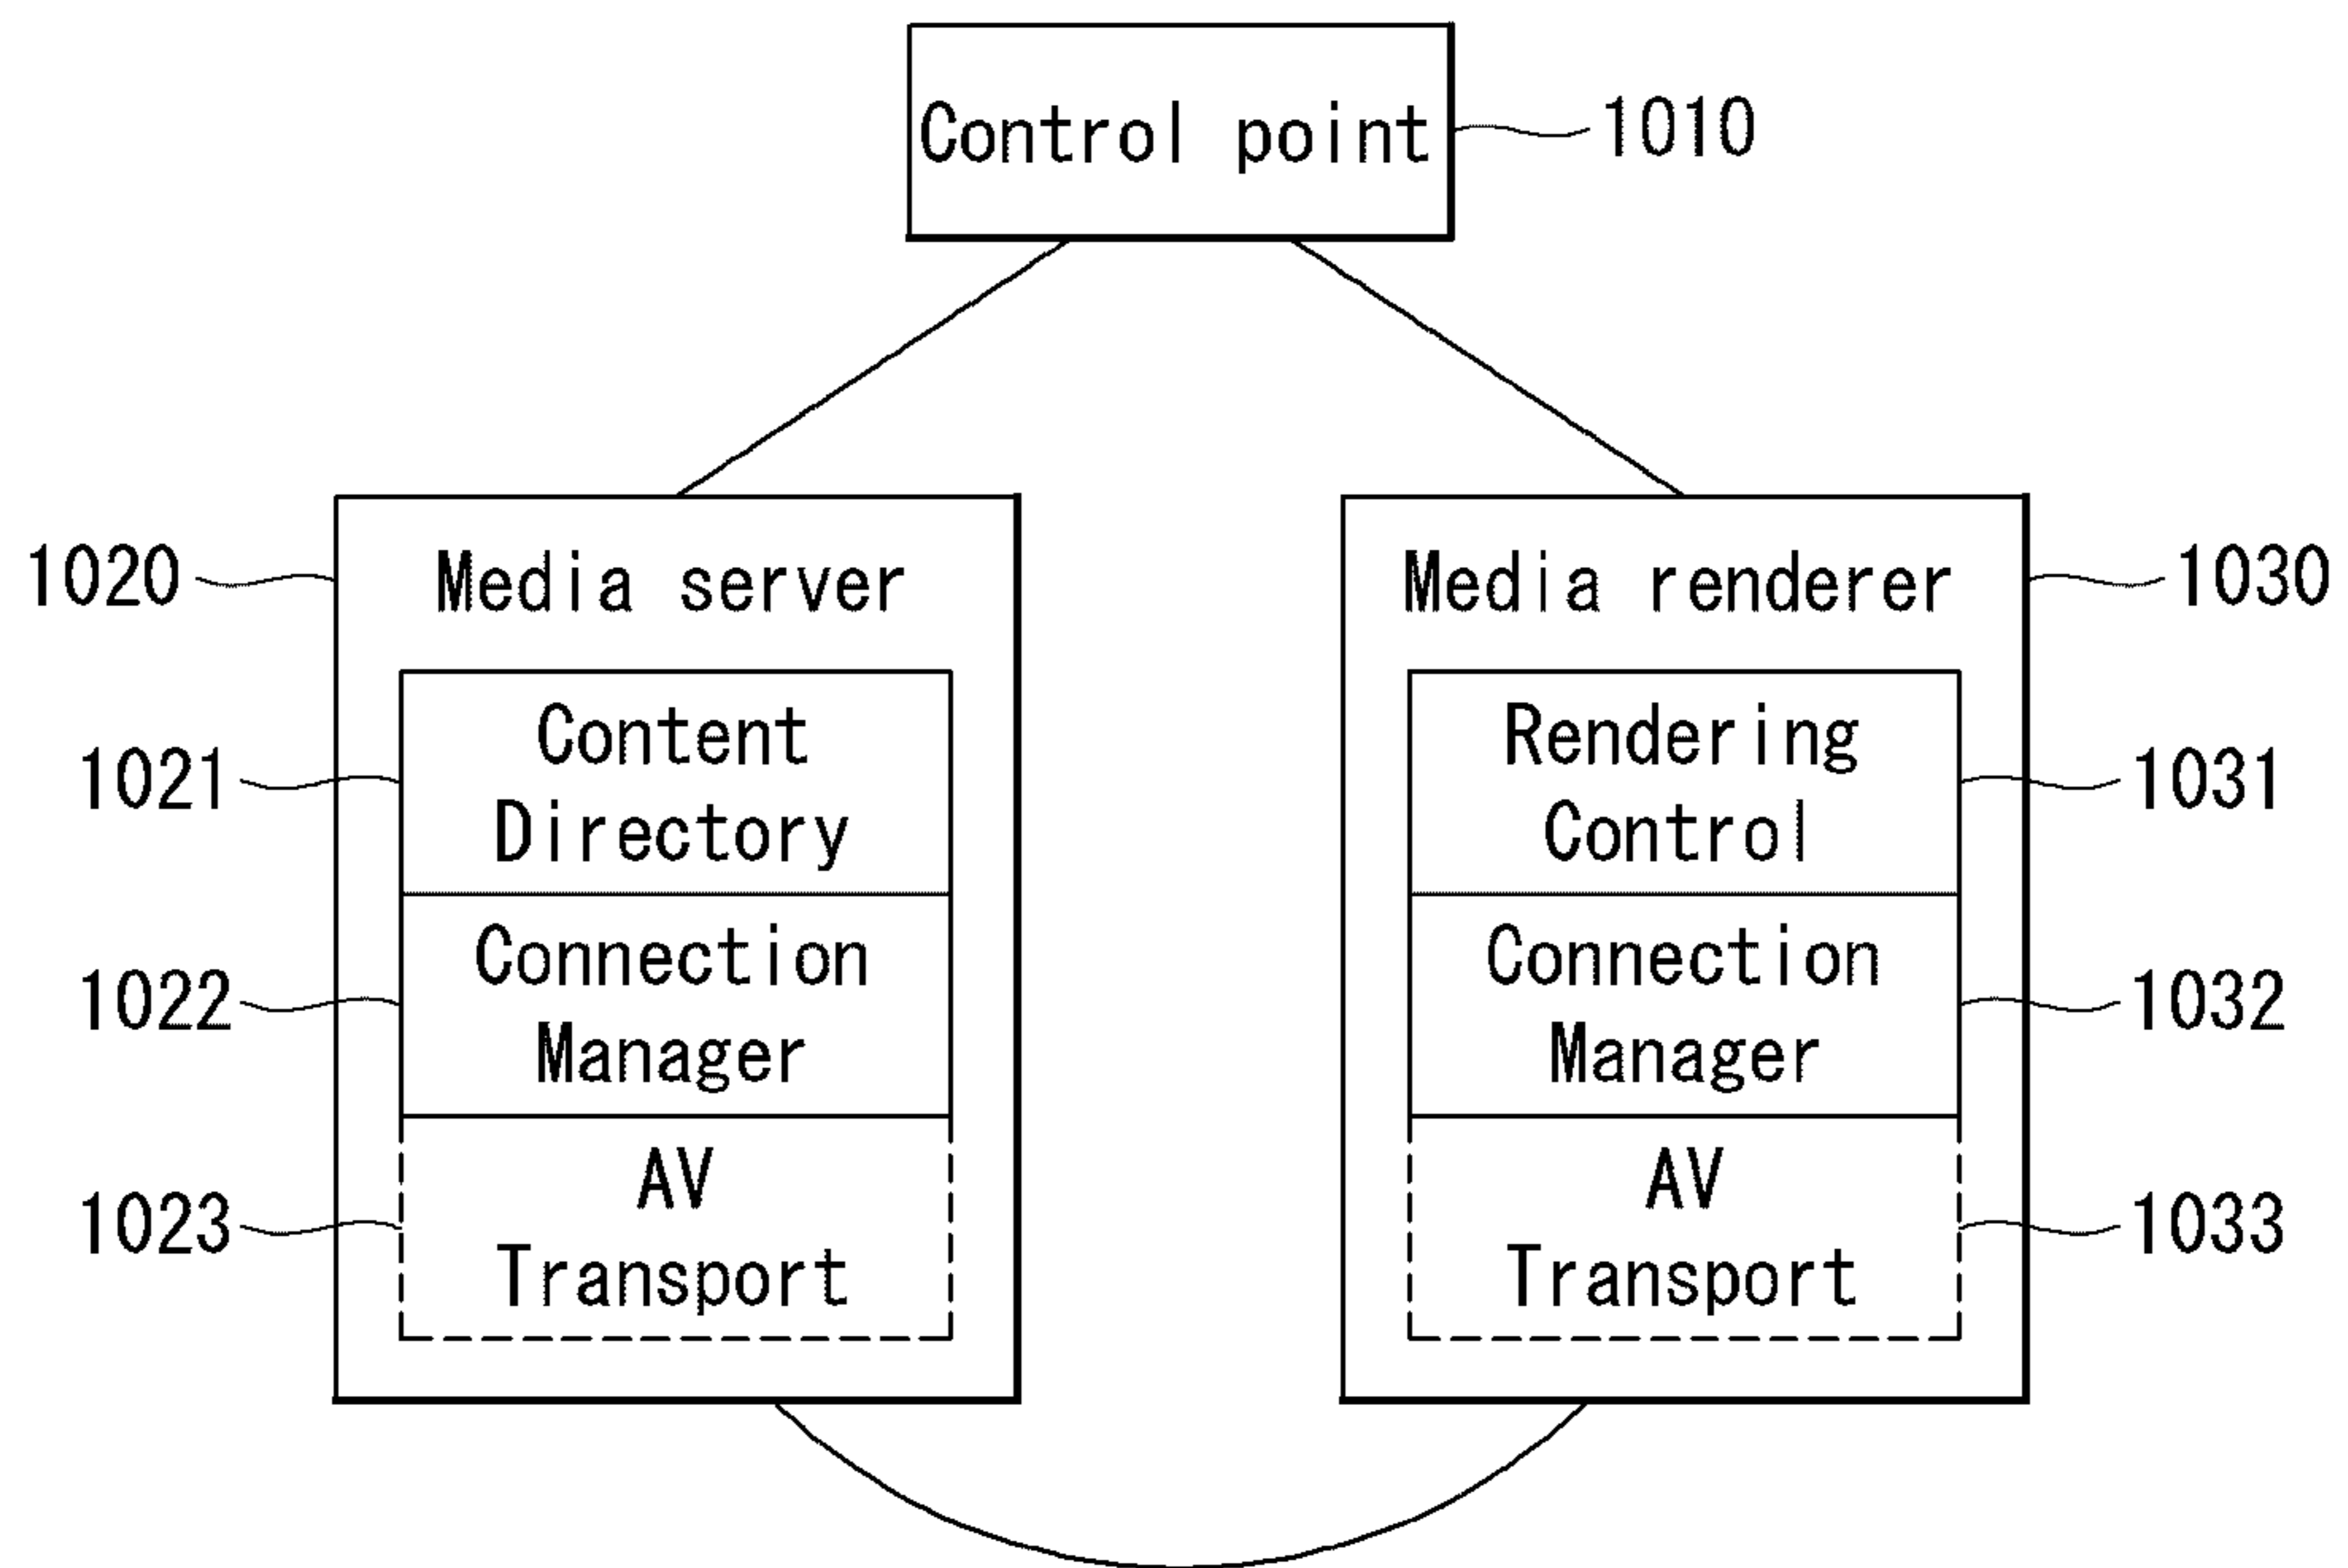 Control point
1010
1020
Media server
Media renderer
1030
Content
Directory
1021
Rendering
Control
1031
Connection
Manager
1022
Connection
Manager
1032
AV
Transport
1023
AV
Transport
1033